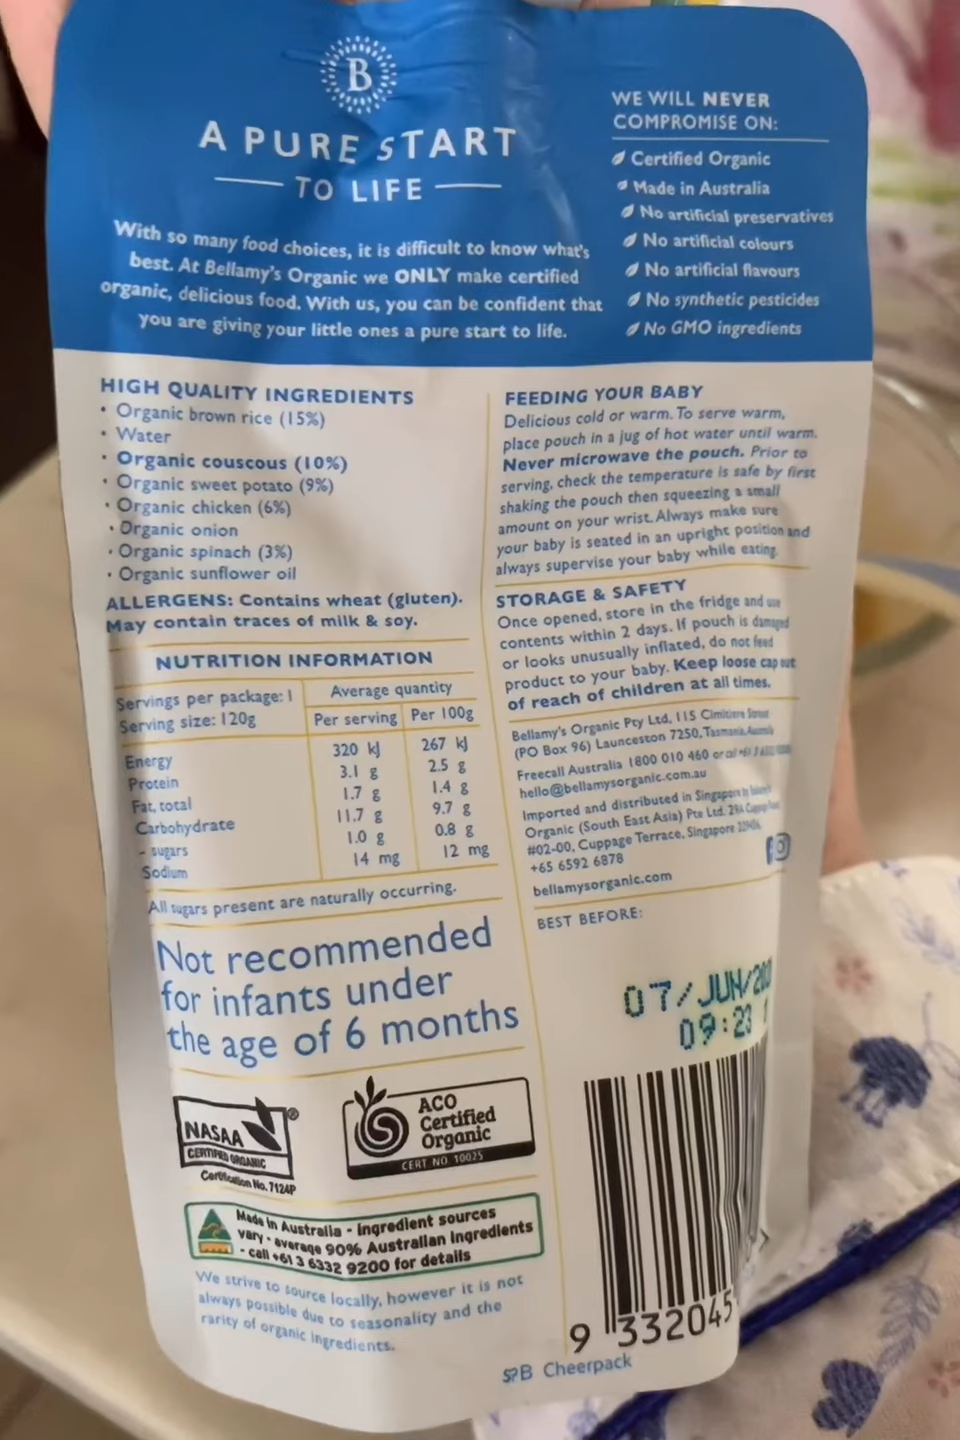 B
A PURE START
TO LIFE
With so many food choices, it is difficult to know what's
best. At Bellamy's Organic we ONLY make certified
organic, delicious food. With us, you can be confident that
you are giving your little ones a pure start to life.
WE WILL NEVER
COMPROMISE ON:
Certified Organic
Made in Australia
No artificial preservatives
No artificial colours
No artificial flavours
No synthetic pesticides
No GMO ingredients
HIGH QUALITY INGREDIENTS
• Organic brown rice (15%)
• Water
• Organic couscous (10%)
• Organic sweet potato (9%)
• Organic chicken (6%)
• Organic onion
• Organic spinach (3%)
• Organic sunflower oil
ALLERGENS: Contains wheat (gluten).
May contain traces of milk & soy.
NUTRITION INFORMATION
Servings per package: 1
Serving size: 120g
Average quantity
Per serving Per 100g
Energy 320 kJ 267 kJ
Protein 3.1 g 2.5 g
Fat, total 1.7 g 1.4 g
Carbohydrate 11.7 g 9.7 g
- sugars 1.0 g 0.8 g
Sodium 14 mg 12 mg
All sugars present are naturally occurring.
Not recommended
for infants under
the age of 6 months
NASAA
CERTIFIED ORGANIC
Certification No. 7124P
ACO
Certified
Organic
CERT NO 10025
Made in Australia - Ingredient sources
vary - average 90% Australian Ingredients
- call +61 3 6332 9200 for details
We strive to source locally, however it is not
always possible due to seasonality and the
rarity of organic ingredients.
FEEDING YOUR BABY
Delicious cold or warm. To serve warm,
place pouch in a jug of hot water until warm.
Never microwave the pouch. Prior to
serving, check the temperature is safe by first
shaking the pouch then squeezing a small
amount on your wrist. Always make sure
your baby is seated in an upright position and
always supervise your baby while eating.
STORAGE & SAFETY
Once opened, store in the fridge and use
contents within 2 days. If pouch is damaged
or looks unusually inflated, do not feed
product to your baby. Keep loose cap out
of reach of children at all times.
Bellamy's Organic Pty Ltd, 115 Cimitiere Street
(PO Box 96) Launceston 7250, Tasmania, Australia
Freecall Australia 1800 010 460 or call +61 3
hello@bellamysorganic.com.au
Imported and distributed in Singapore by
Organic (South East Asia) Pte Ltd. 29A Cuppage
#02-00, Cuppage Terrace, Singapore
+65 6592 6878
bellamysorganic.com
BEST BEFORE:
07/JUN/20
09:23
9 332045
Cheerpack